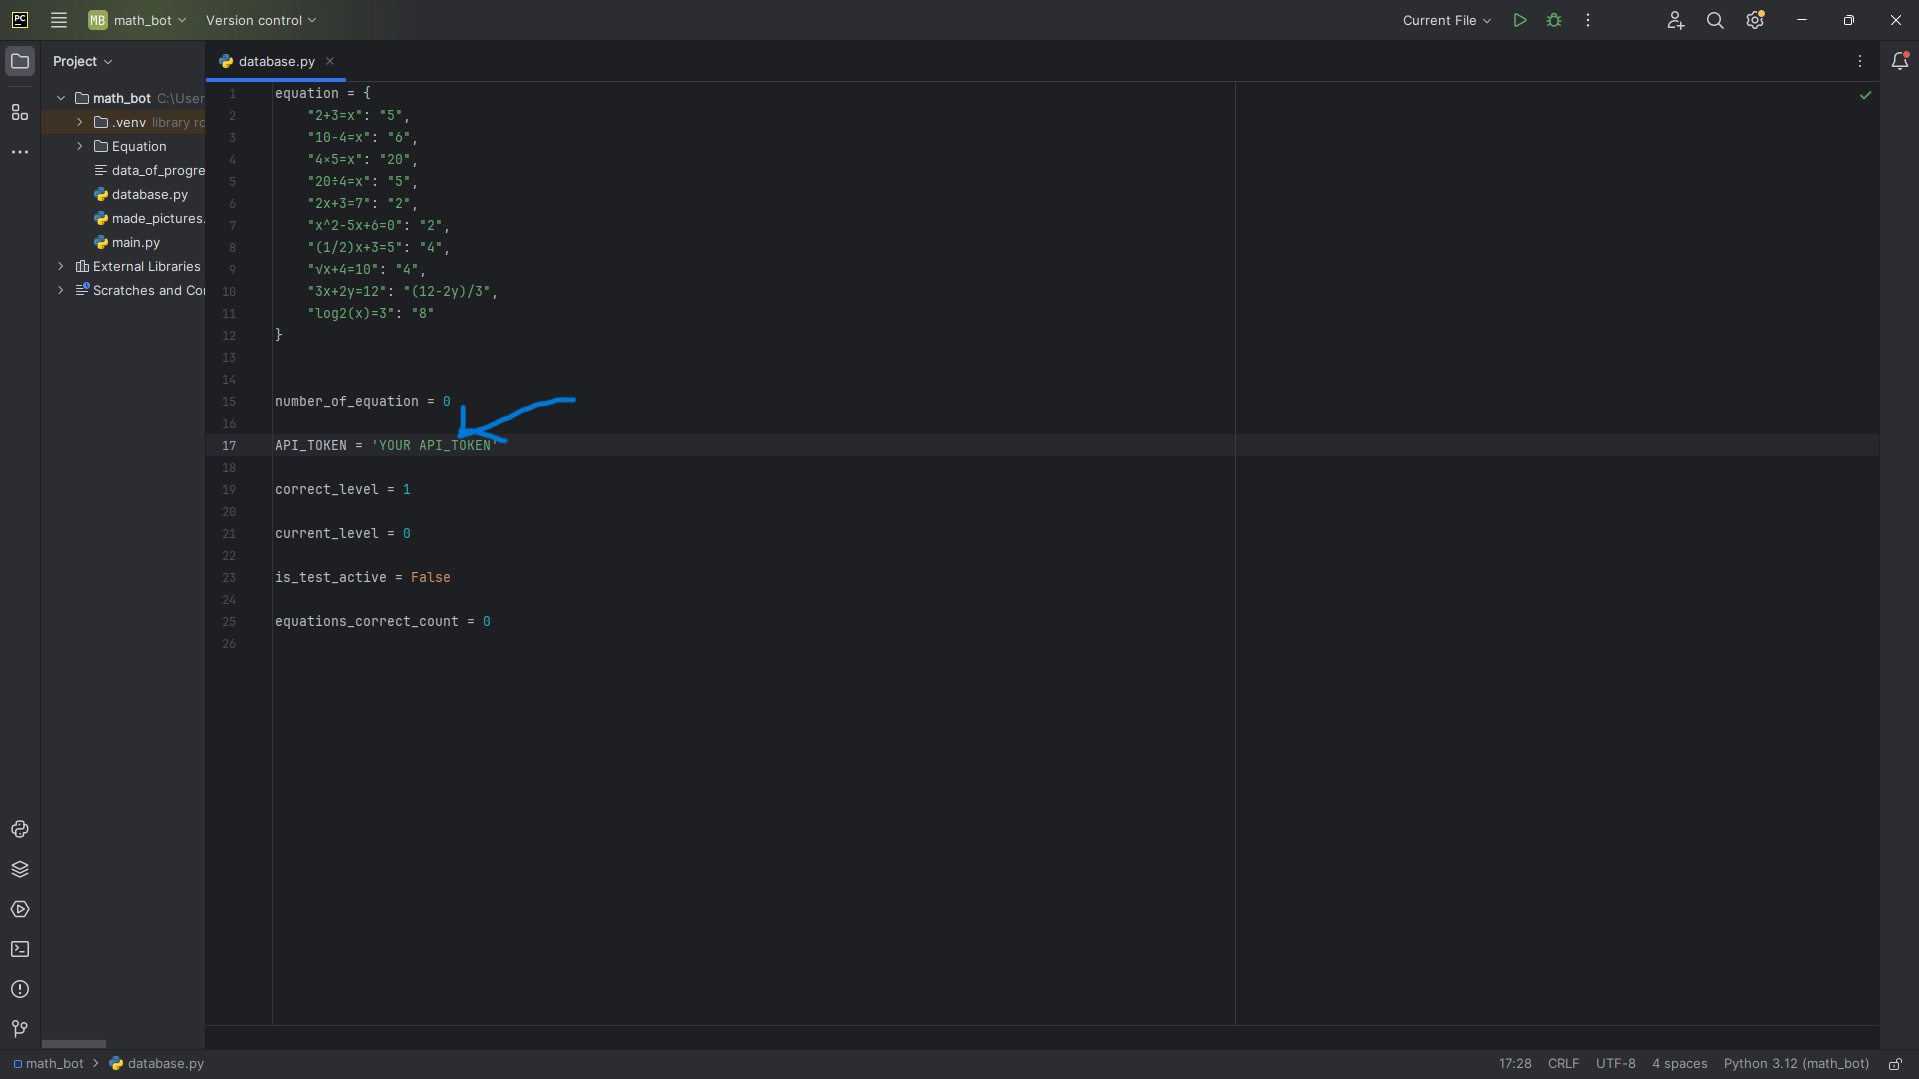 PC
MB math_bot
Version control
Current File
Project
database.py
math_bot C:\User
.venv library ro
Equation
data_of_progre
database.py
made_pictures.
main.py
External Libraries
Scratches and Cor
1 equation = {
2 "2+3=x": "5",
3 "10-4=x": "6",
4 "4×5=x": "20",
5 "20÷4=x": "5",
6 "2x+3=7": "2",
7 "x^2-5x+6=0": "2",
8 "(1/2)x+3=5": "4",
9 "√x+4=10": "4",
10 "3x+2y=12": "(12-2y)/3",
11 "log2(x)=3": "8"
12 }
13
14
15 number_of_equation = 0
16
17 API_TOKEN = 'YOUR API_TOKEN'
18
19 correct_level = 1
20
21 current_level = 0
22
23 is_test_active = False
24
25 equations_correct_count = 0
26
math_bot
database.py
17:28 CRLF UTF-8 4 spaces Python 3.12 (math_bot)